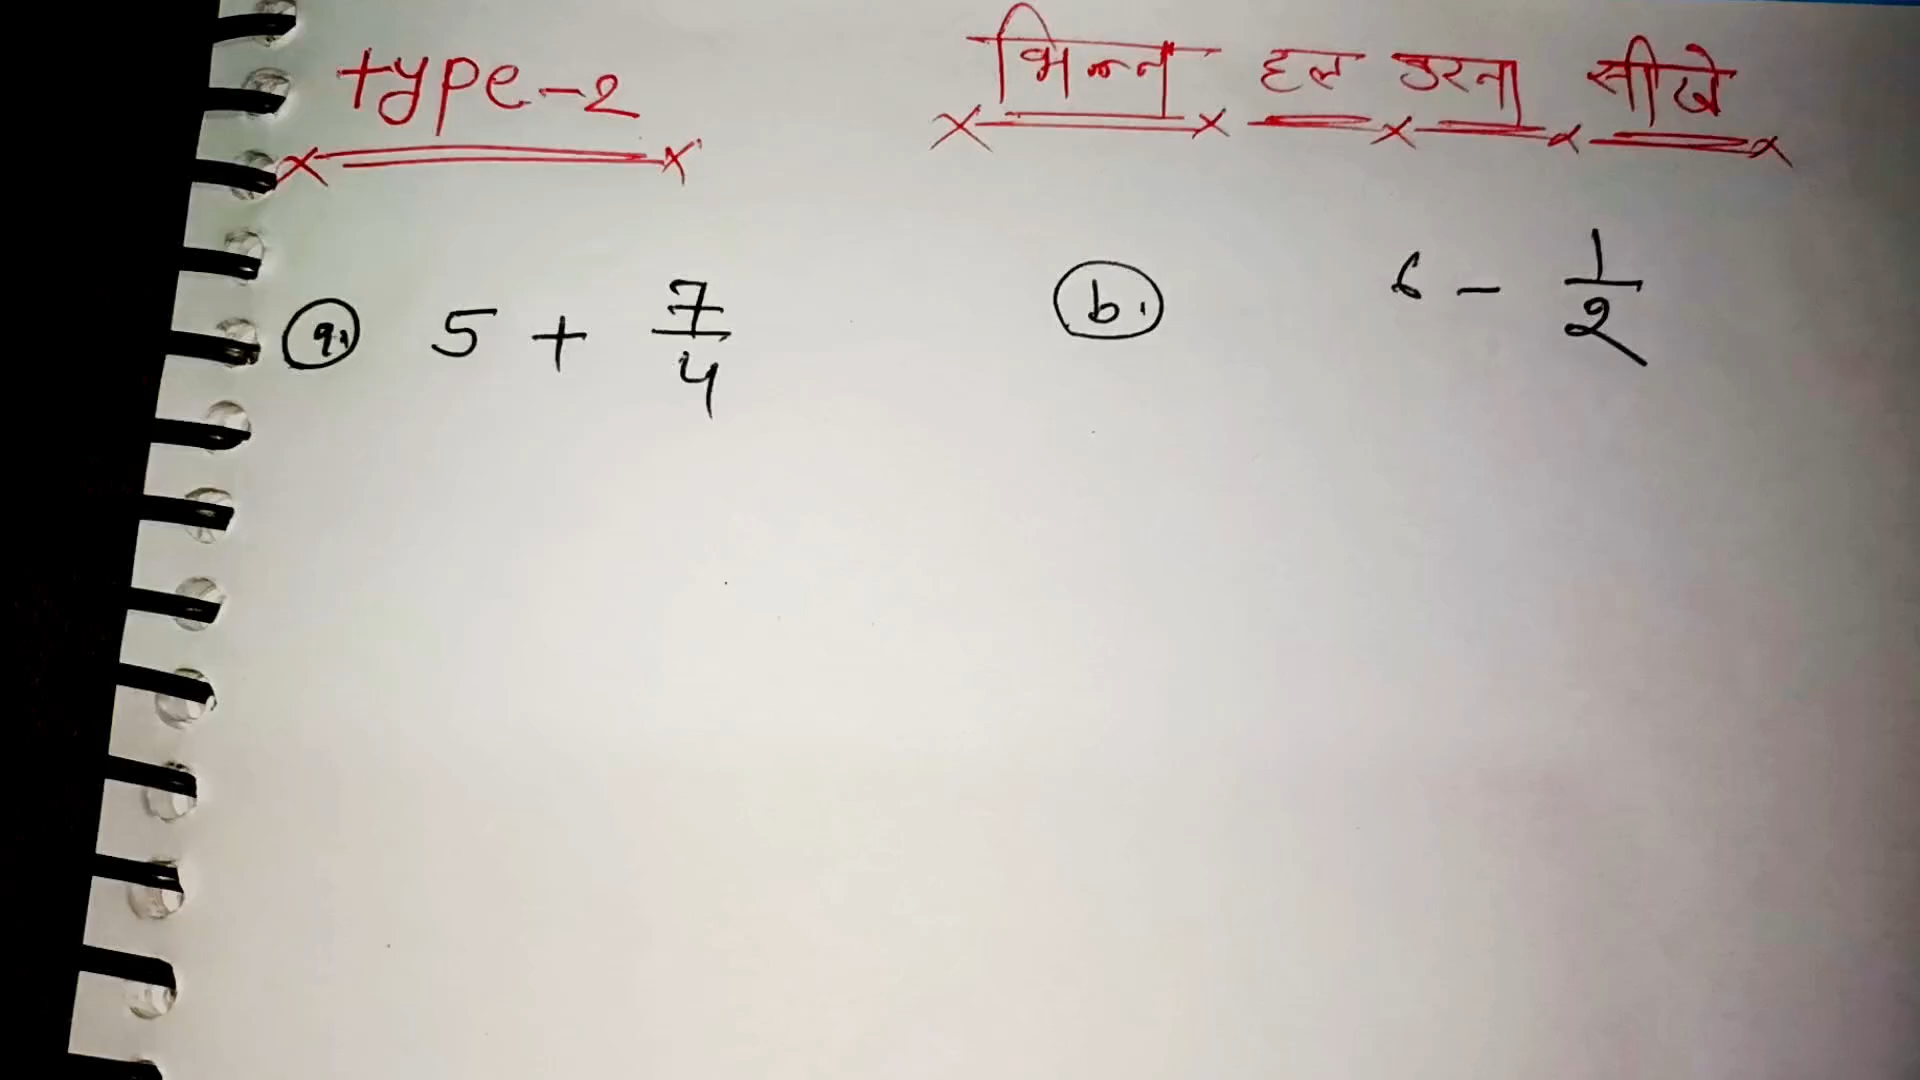 type-2
भिन्न हल करना सीखे
a. 5 + 7/4
b. 6 - 1/2